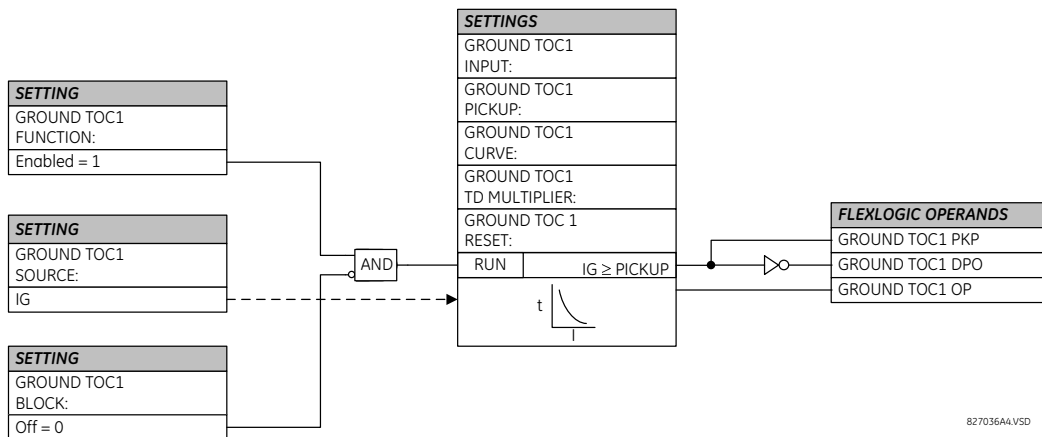 SETTING
GROUND TOC1
FUNCTION:
Enabled = 1
SETTING
GROUND TOC1
SOURCE:
IG
SETTING
GROUND TOC1
BLOCK:
Off = 0
AND
SETTINGS
GROUND TOC1
INPUT:
GROUND TOC1
PICKUP:
GROUND TOC1
CURVE:
GROUND TOC1
TD MULTIPLIER:
GROUND TOC 1
RESET:
RUN
IG ≥ PICKUP
t
I
FLEXLOGIC OPERANDS
GROUND TOC1 PKP
GROUND TOC1 DPO
GROUND TOC1 OP
827036A4.VSD